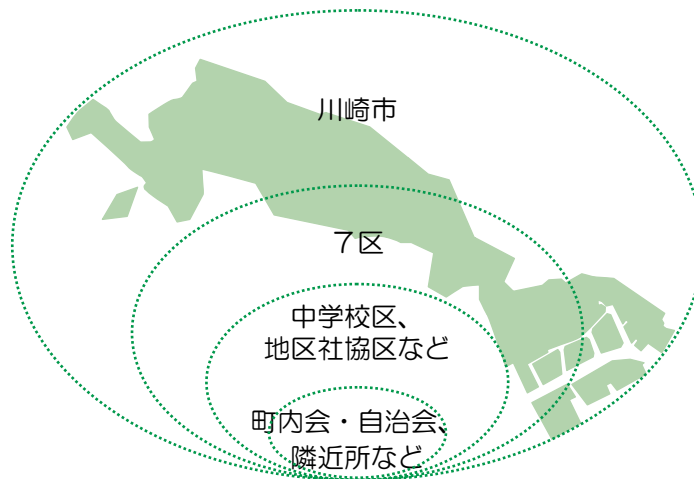 川崎市
７区
中学校区、
地区社協区など
町内会・自治会、
隣近所など